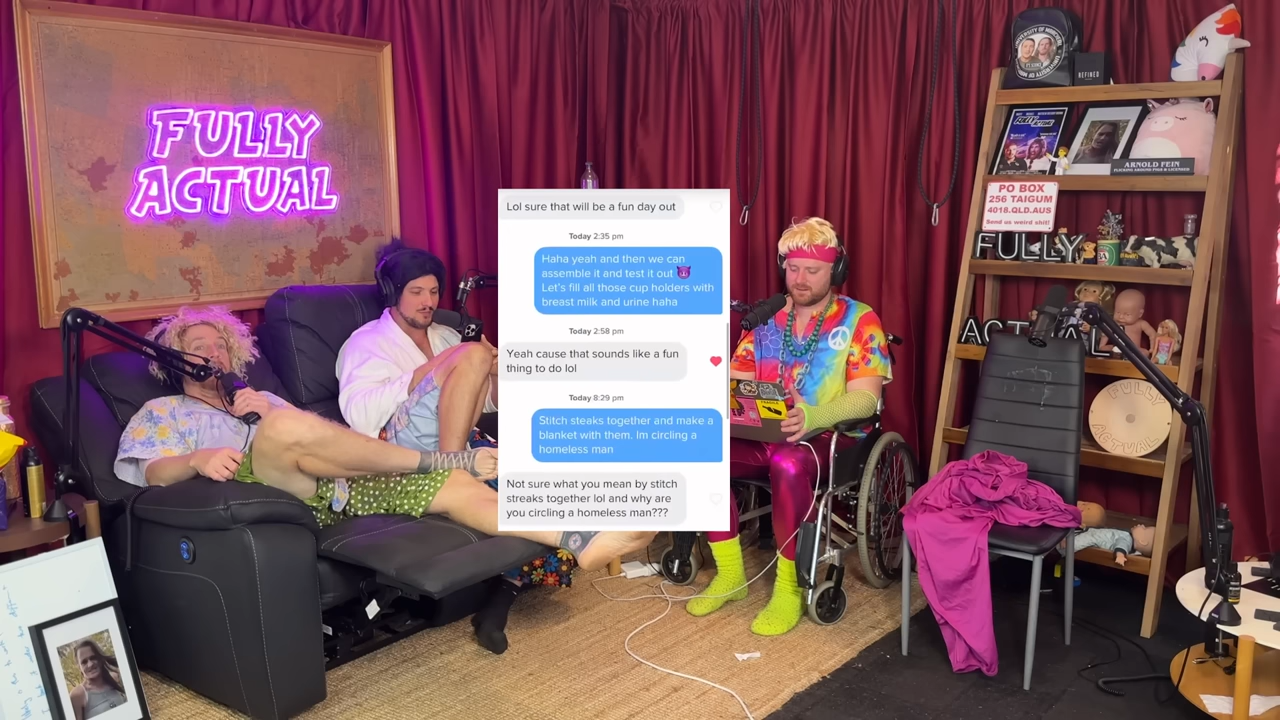 FULLY
ACTUAL
Lol sure that will be a fun day out
Today 2:35 pm
Haha yeah and then we can
assemble it and test it out 😈
Let's fill all those cup holders with
breast milk and urine haha
Today 2:58 pm
Yeah cause that sounds like a fun
thing to do lol
Today 8:29 pm
Stitch steaks together and make a
blanket with them. Im circling a
homeless man
Not sure what you mean by stitch
streaks together lol and why are
you circling a homeless man???
REFINED
FULLY
ACTUAL
ARNOLD FEIN
PO BOX
256 TAIGUM
4018.QLD.AUS
Send us weird shit!
FULLY
ACTUAL
FULLY
ACTUAL